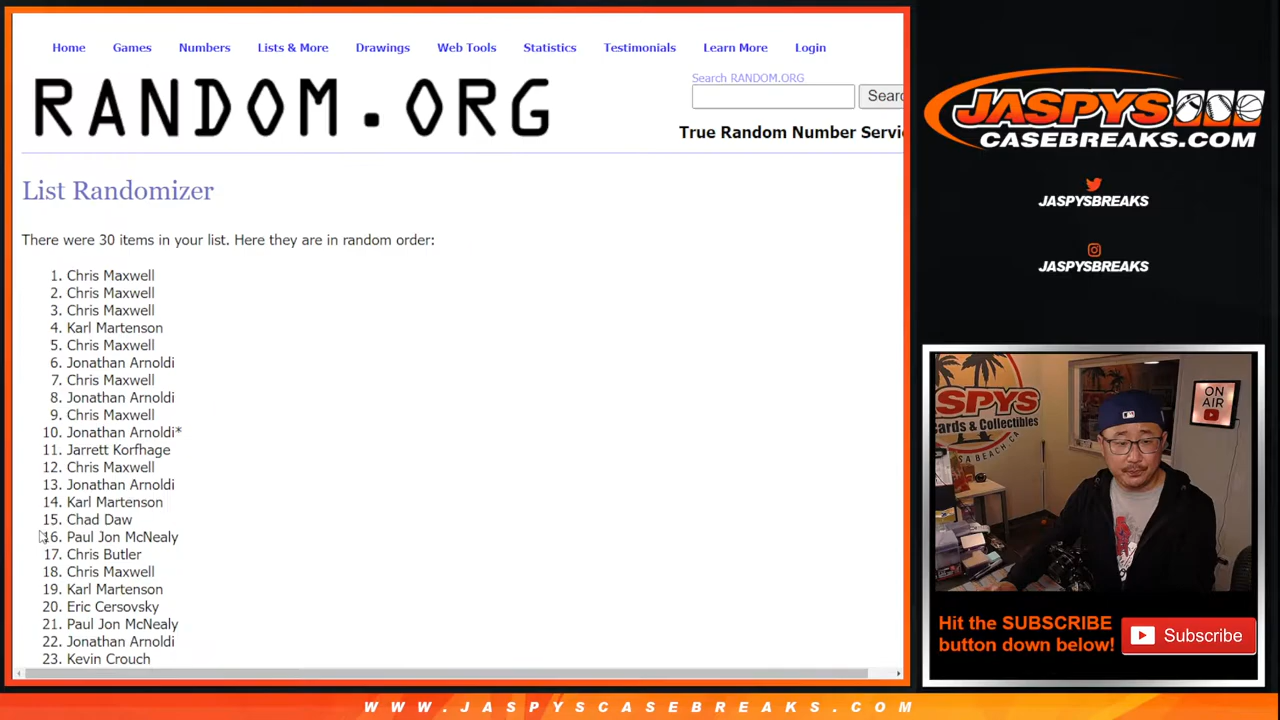 Home Games Numbers Lists & More Drawings Web Tools Statistics Testimonials Learn More Login
RANDOM.ORG
Search RANDOM.ORG
Searc
True Random Number Servi
List Randomizer
There were 30 items in your list. Here they are in random order:
1. Chris Maxwell
2. Chris Maxwell
3. Chris Maxwell
4. Karl Martenson
5. Chris Maxwell
6. Jonathan Arnoldi
7. Chris Maxwell
8. Jonathan Arnoldi
9. Chris Maxwell
10. Jonathan Arnoldi*
11. Jarrett Korfhage
12. Chris Maxwell
13. Jonathan Arnoldi
14. Karl Martenson
15. Chad Daw
16. Paul Jon McNealy
17. Chris Butler
18. Chris Maxwell
19. Karl Martenson
20. Eric Cersovsky
21. Paul Jon McNealy
22. Jonathan Arnoldi
23. Kevin Crouch
JASPYS
CASEBREAKS.COM
JASPYSBREAKS
JASPYSBREAKS
ASPYS
Cards & Collectibles
SA BEACH CA
ON
AIR
Hit the SUBSCRIBE
button down below!
Subscribe
WWW.JASPYSCASEBREAKS.COM